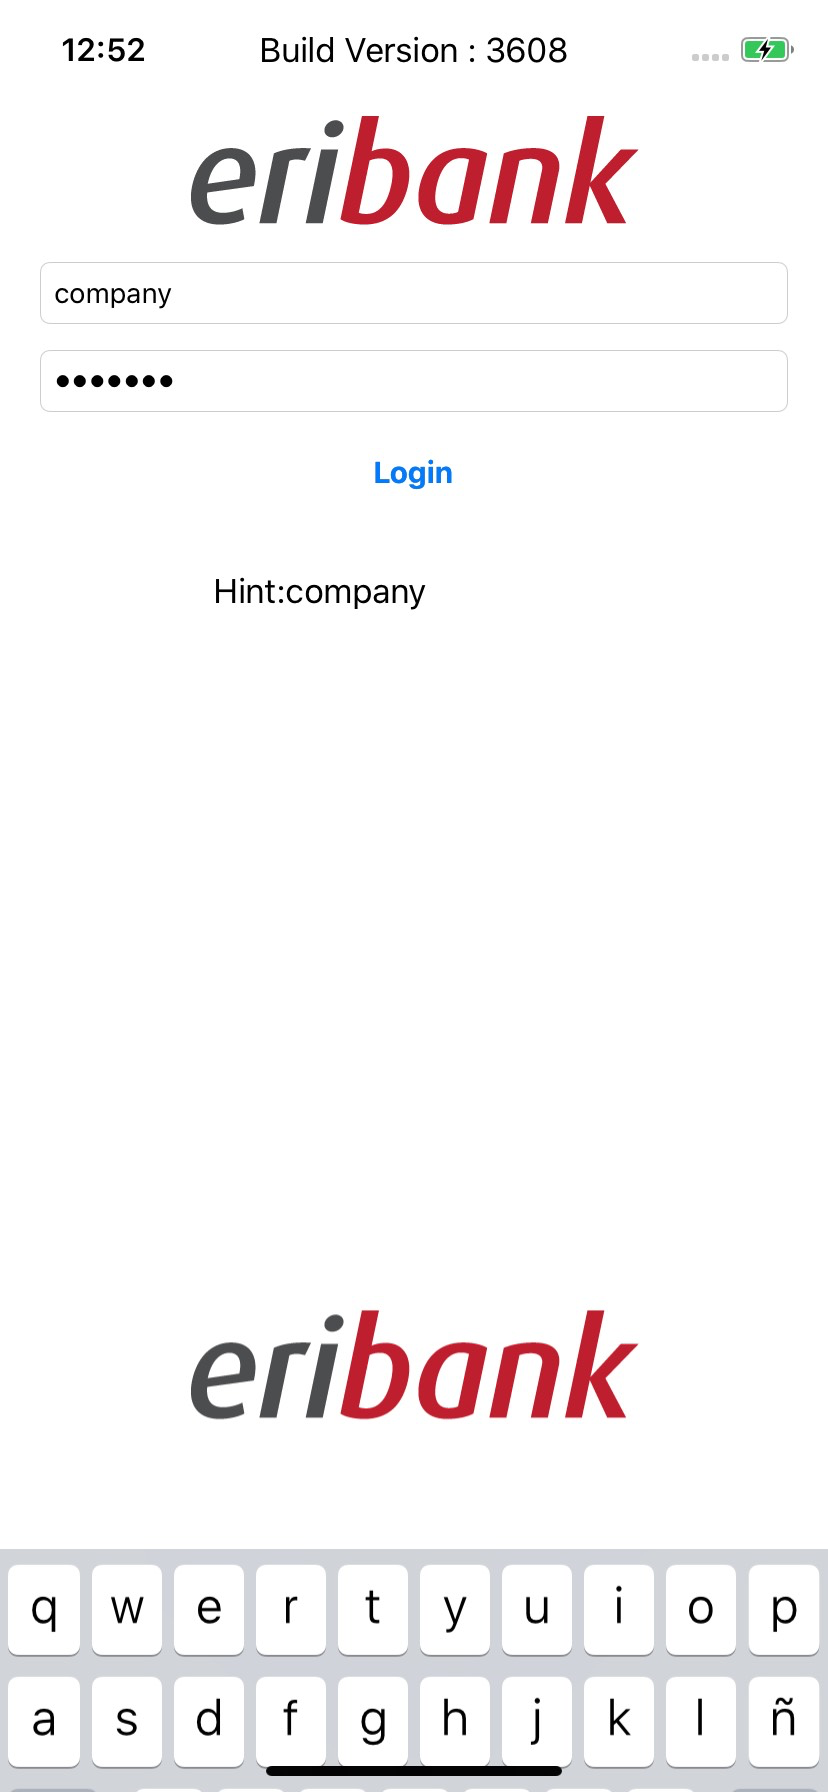 12:52 Build Version : 3608
eribank
company
•••••••
Login
Hint:company
eribank
q w e r t y u i o p
a s d f g h j k l ñ